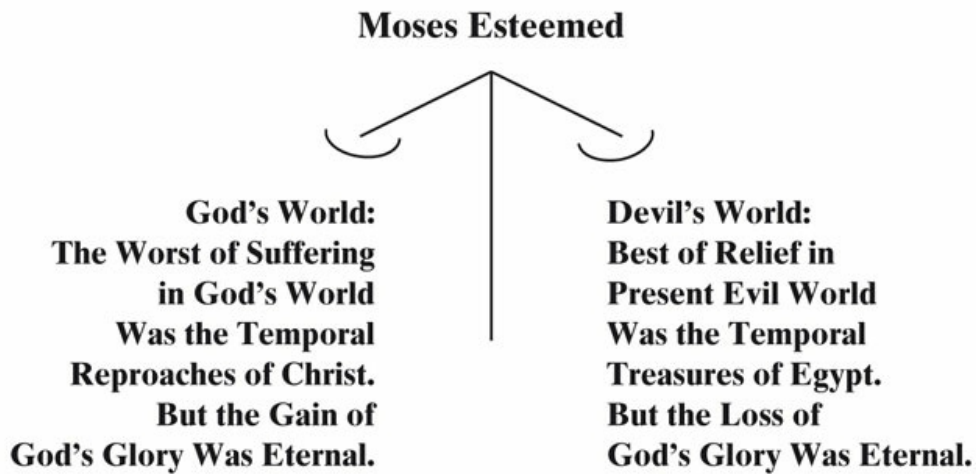 Moses Esteemed
God's World:
The Worst of Suffering
in God's World
Was the Temporal
Reproaches of Christ.
But the Gain of
God's Glory Was Eternal.
Devil's World:
Best of Relief in
Present Evil World
Was the Temporal
Treasures of Egypt.
But the Loss of
God's Glory Was Eternal.